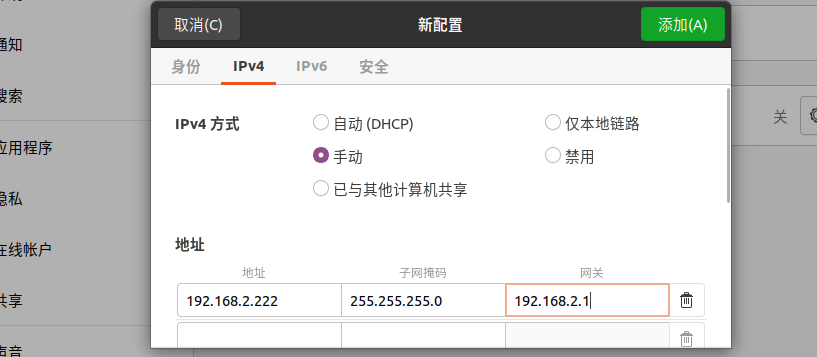 取消(C)
新配置
添加(A)
通知
身份
IPv4
IPv6
安全
搜索
IPv4 方式
自动 (DHCP)
仅本地链路
关
应用程序
手动
禁用
已与其他计算机共享
隐私
在线帐户
地址
地址
子网掩码
网关
共享
192.168.2.222
255.255.255.0
192.168.2.1
声音